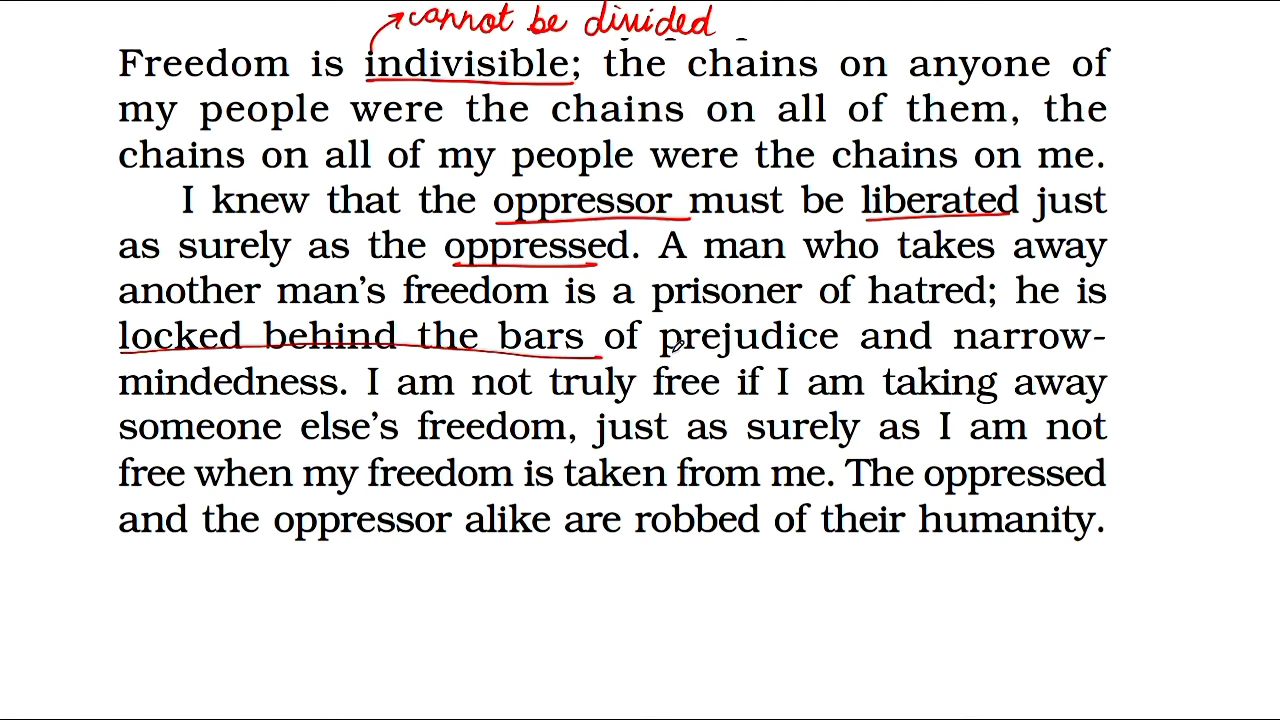 cannot be divided
Freedom is indivisible; the chains on anyone of
my people were the chains on all of them, the
chains on all of my people were the chains on me.
I knew that the oppressor must be liberated just
as surely as the oppressed. A man who takes away
another man's freedom is a prisoner of hatred; he is
locked behind the bars of prejudice and narrow-
mindedness. I am not truly free if I am taking away
someone else's freedom, just as surely as I am not
free when my freedom is taken from me. The oppressed
and the oppressor alike are robbed of their humanity.